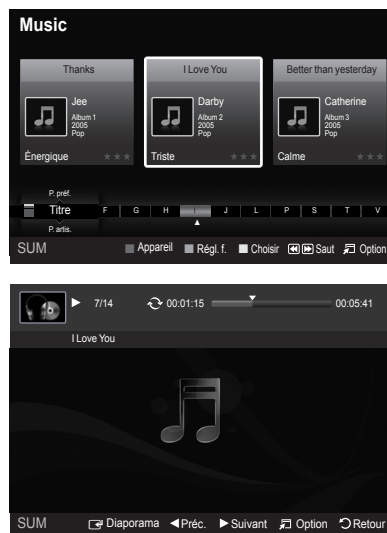 Music
Thanks
I Love You
Better than yesterday
Jee
Album 1
2005
Pop
Énergique
Darby
Album 2
2005
Pop
Triste
Catherine
Album 3
2005
Pop
Calme
P. préf.
Titre F G H I J L P S T V
P. artis.
SUM Appareil Régl. f. Choisir Saut Option
7/14 00:01:15 00:05:41
I Love You
SUM Diaporama Préc. Suivant Option Retour